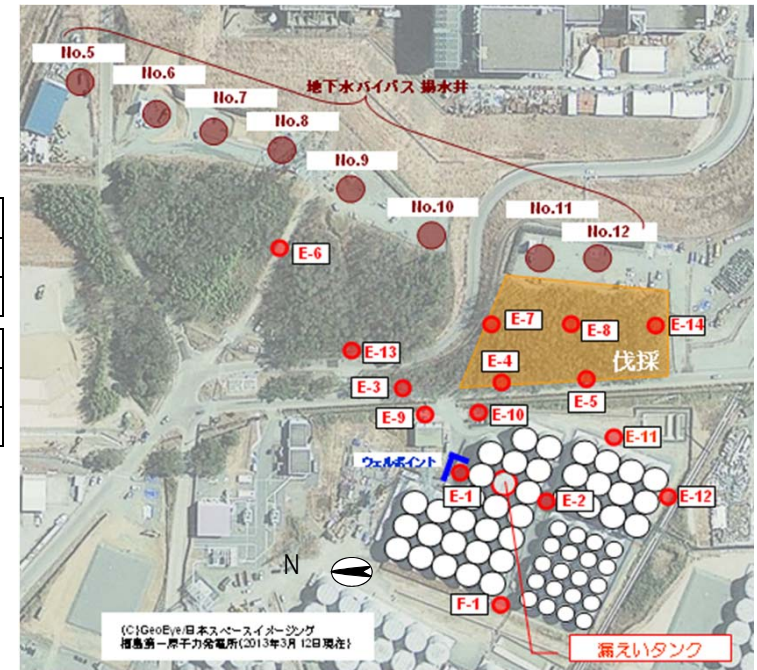 No.5
No.6
No.7
地下水バイパス 揚水井
No.8
No.9
No.10
No.11
No.12
E-6
E-7
E-8
E-14
E-13
伐採
E-4
E-3
E-5
E-9
E-10
E-11
ウェルポイント
E-1
E-2
E-12
N
F-1
(C)GeoEye/日本スペースイメージング
福島第一原子力発電所(2013年3月12日現在)
漏えいタンク